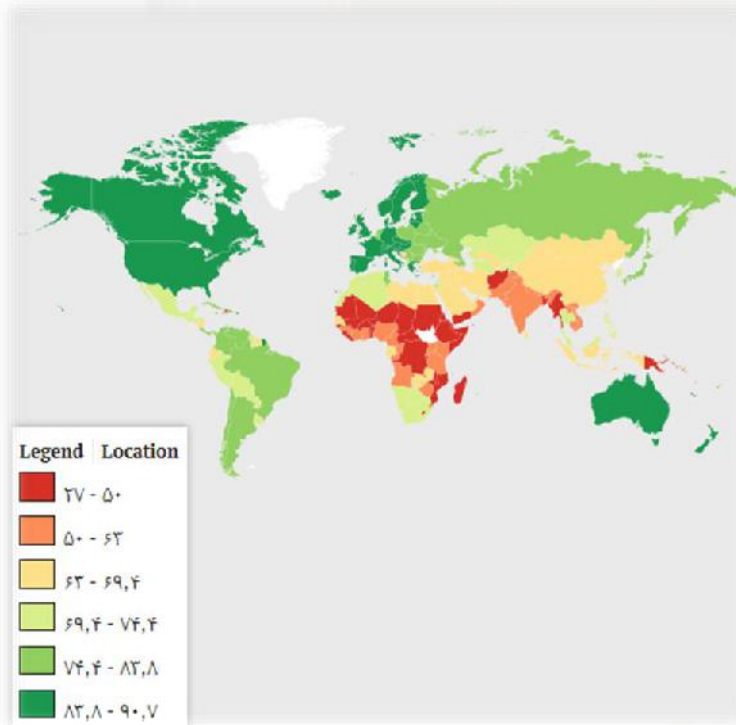 Legend Location
۲۷ - ۵۰
۵۰ - ۶۳
۶۳ - ۶۹,۴
۶۹,۴ - ۷۴,۴
۷۴,۴ - ۸۳,۸
۸۳,۸ - ۹۰,۷